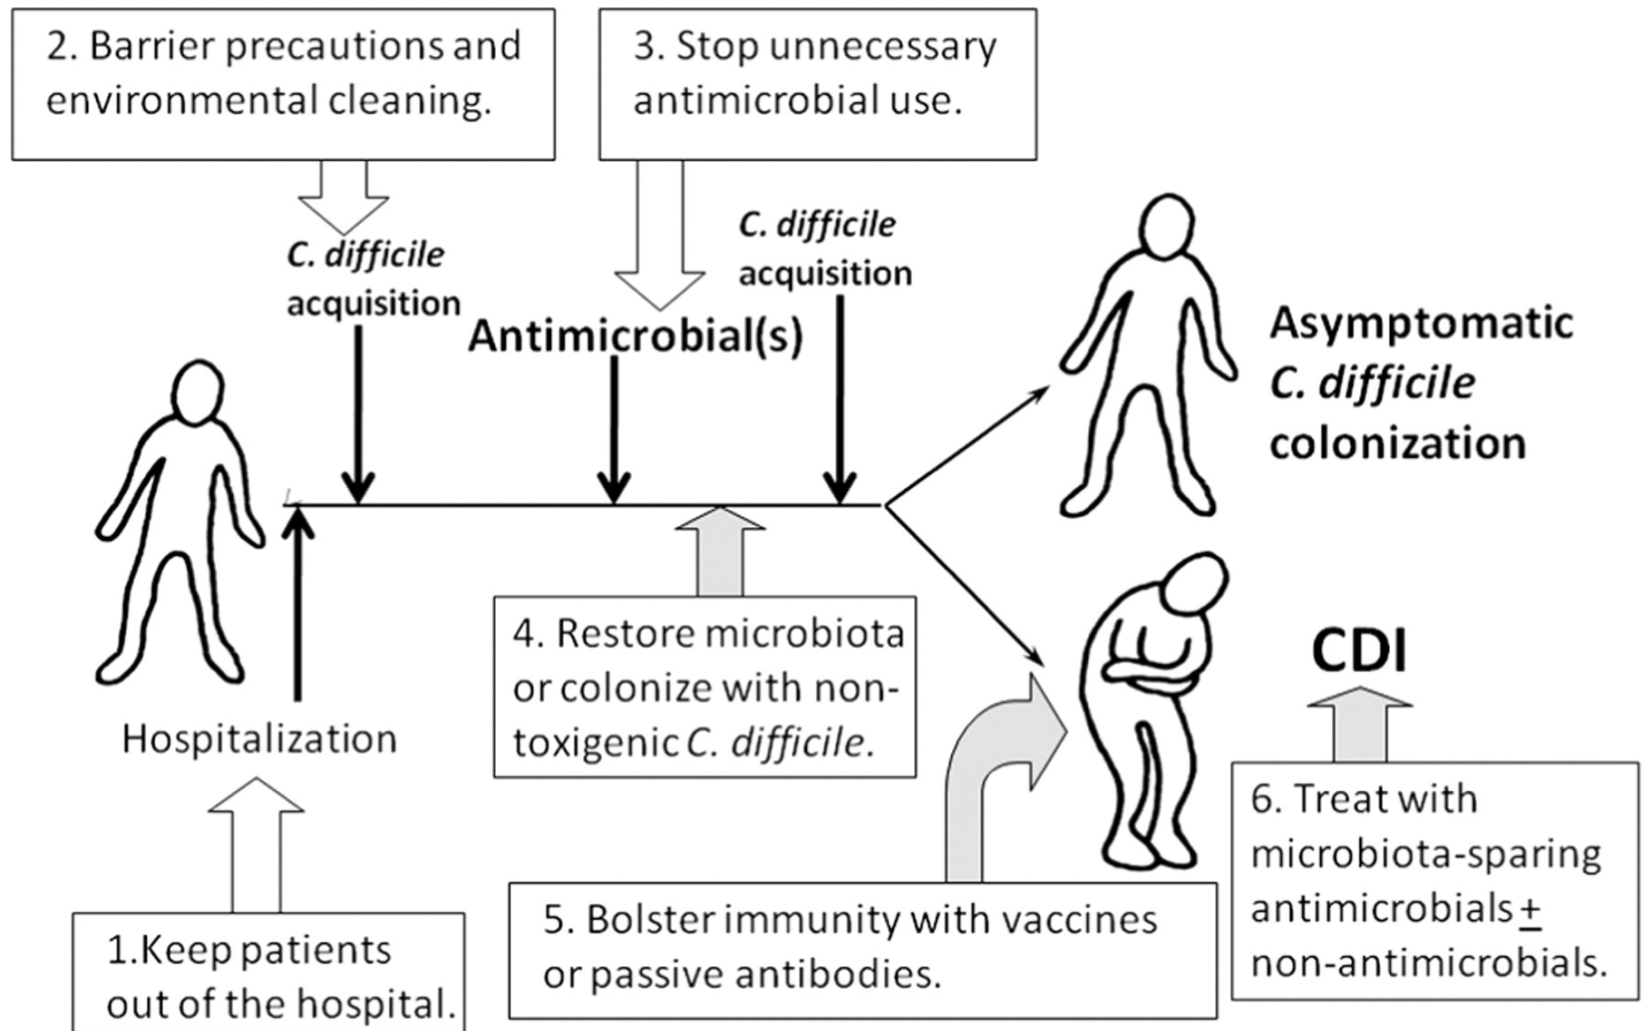 2. Barrier precautions and
environmental cleaning.
3. Stop unnecessary
antimicrobial use.
C. difficile
acquisition
C. difficile
acquisition
Antimicrobial(s)
Asymptomatic
C. difficile
colonization
Hospitalization
4. Restore microbiota
or colonize with non-
toxigenic C. difficile.
CDI
1.Keep patients
out of the hospital.
5. Bolster immunity with vaccines
or passive antibodies.
6. Treat with
microbiota-sparing
antimicrobials ±
non-antimicrobials.